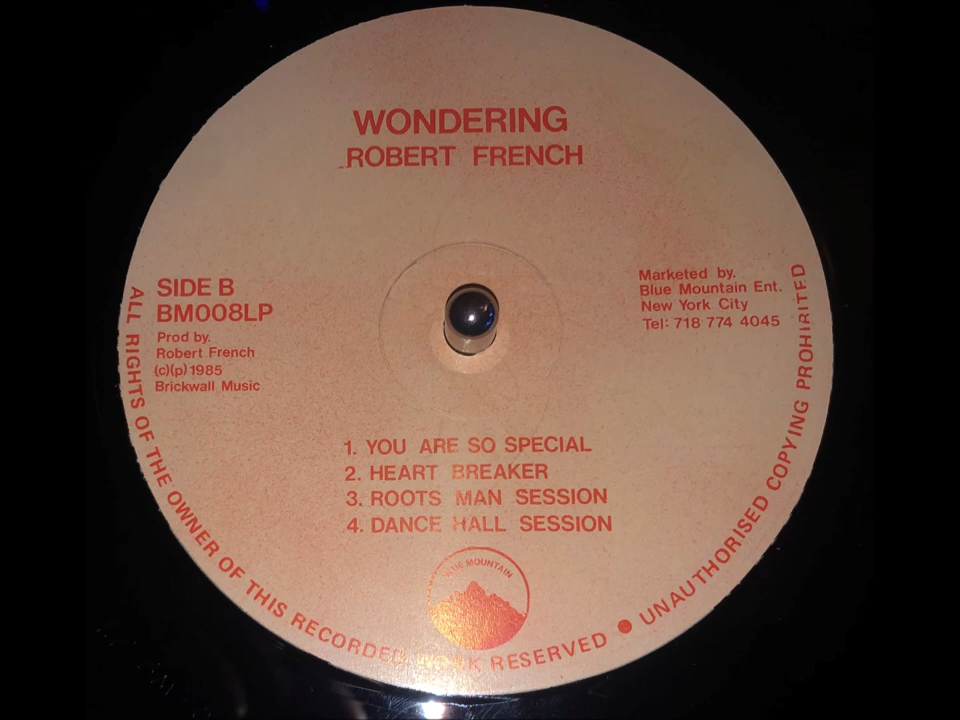 WONDERING
ROBERT FRENCH
SIDE B
BM008LP
Prod by.
Robert French
(c)(p) 1985
Brickwall Music
Marketed by.
Blue Mountain Ent.
New York City
Tel: 718 774 4045
1. YOU ARE SO SPECIAL
2. HEART BREAKER
3. ROOTS MAN SESSION
4. DANCE HALL SESSION
BLUE MOUNTAIN
ALL RIGHTS OF THE OWNER OF THIS RECORDED WORK RESERVED • UNAUTHORISED COPYING PROHIBITED